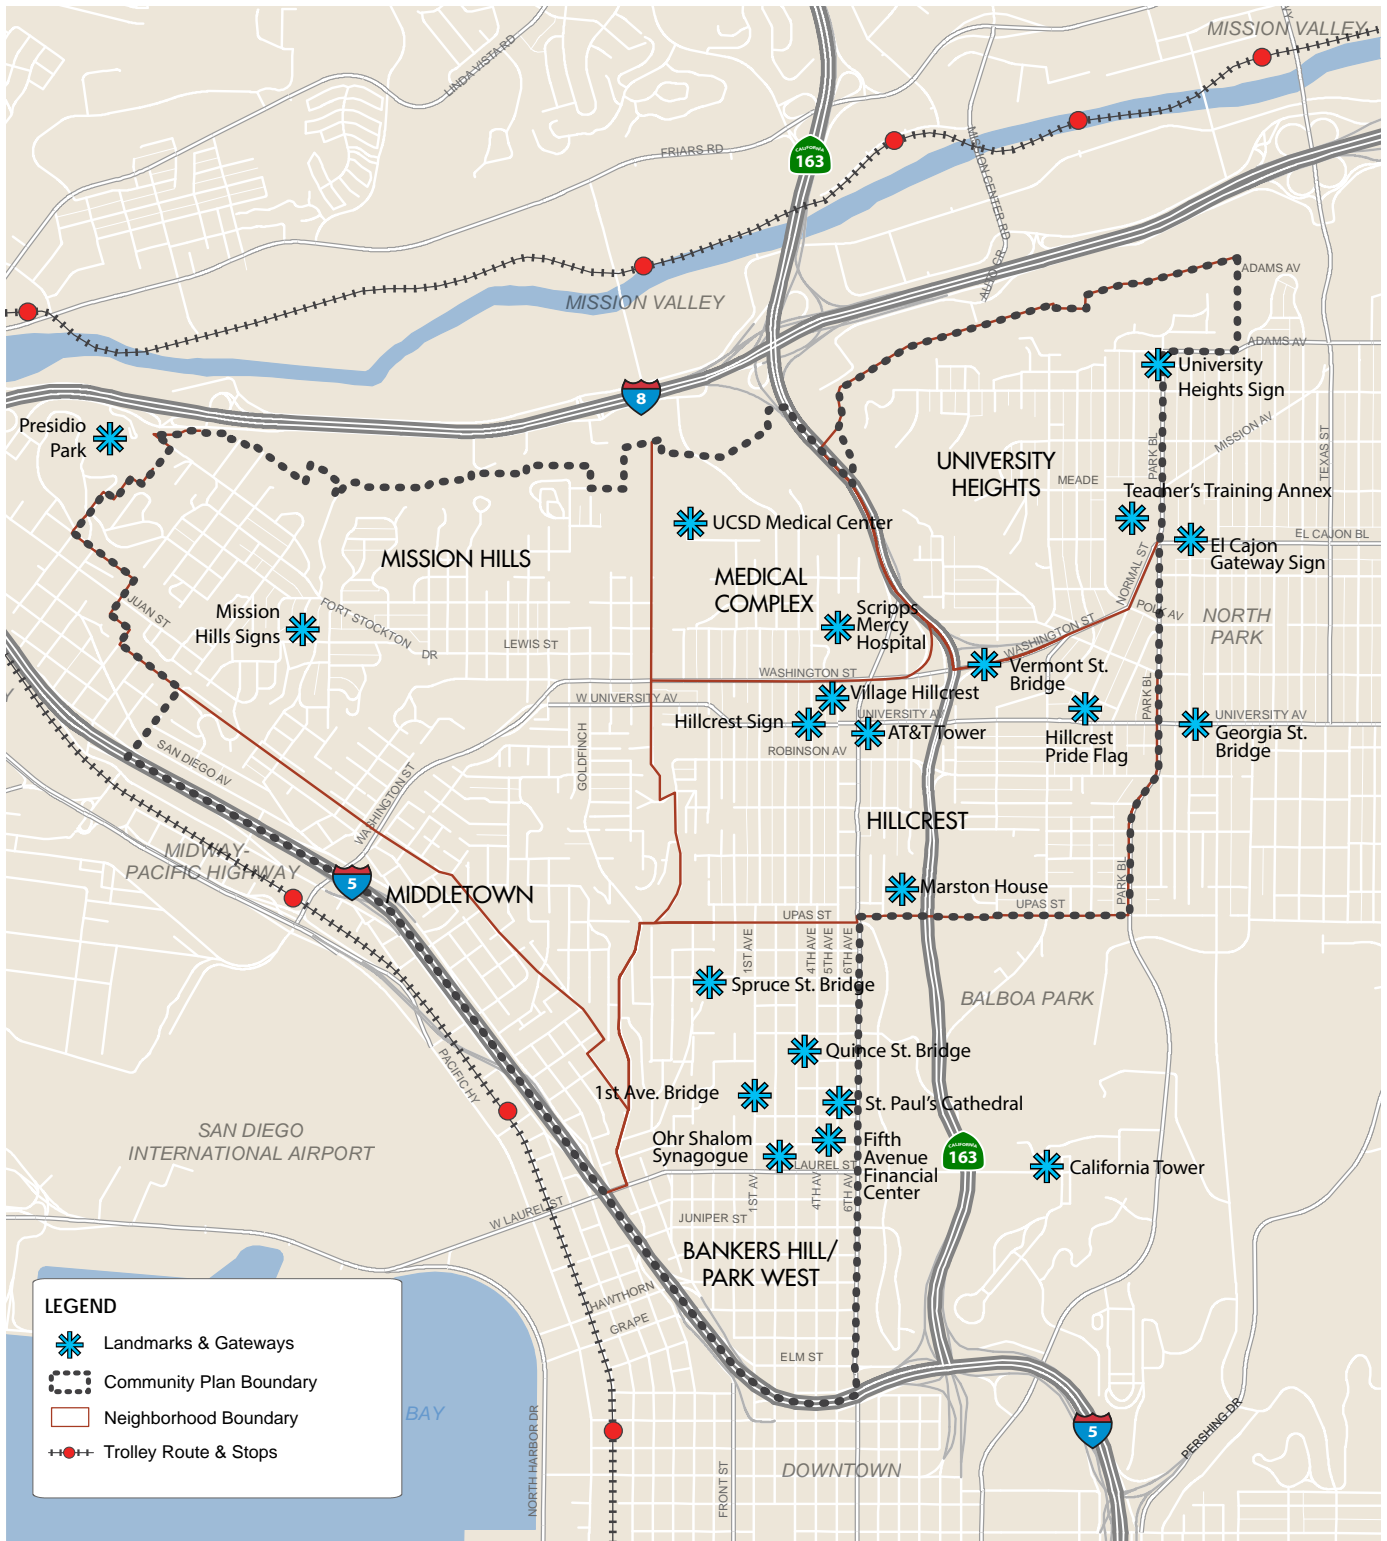 MISSION VALLEY
LINDA VISTA RD
FRIARS RD
CALIFORNIA
163
MISSION CENTER RD
AUTO CR
ADAMS AV
MISSION VALLEY
ADAMS AV
University
Heights Sign
8
Presidio
Park
MISSION AV
TEXAS ST
PARK BL
UNIVERSITY
HEIGHTS
MEADE
Teacher's Training Annex
UCSD Medical Center
EL CAJON BL
El Cajon
Gateway Sign
MISSION HILLS
MEDICAL
COMPLEX
NORMAL ST
POLK AV
NORTH
PARK
JUAN ST
Mission
Hills Signs
FORT STOCKTON
DR
LEWIS ST
Scripps
Mercy
Hospital
WASHINGTON ST
WASHINGTON ST
Vermont St.
Bridge
W UNIVERSITY AV
Village Hillcrest
PARK BL
Hillcrest Sign
UNIVERSITY AV
AT&T Tower
Hillcrest
Pride Flag
UNIVERSITY AV
Georgia St.
Bridge
ROBINSON AV
SAN DIEGO AV
GOLDFINCH
WASHINGTON ST
HILLCREST
MIDWAY-
PACIFIC HIGHWAY
5
MIDDLETOWN
Marston House
PARK BL
UPAS ST
UPAS ST
1ST AVE
4TH AVE
5TH AVE
6TH AVE
Spruce St. Bridge
BALBOA PARK
PACIFIC HY
Quince St. Bridge
1st Ave. Bridge
St. Paul's Cathedral
SAN DIEGO
INTERNATIONAL AIRPORT
Ohr Shalom
Synagogue
Fifth
Avenue
Financial
Center
CALIFORNIA
163
California Tower
LAUREL ST
1ST AV
4TH AV
6TH AV
W LAUREL ST
JUNIPER ST
BANKERS HILL/
PARK WEST
HAWTHORN
GRAPE
ELM ST
LEGEND
Landmarks & Gateways
Community Plan Boundary
Neighborhood Boundary
Trolley Route & Stops
BAY
NORTH HARBOR DR
FRONT ST
DOWNTOWN
5
PERSHING DR